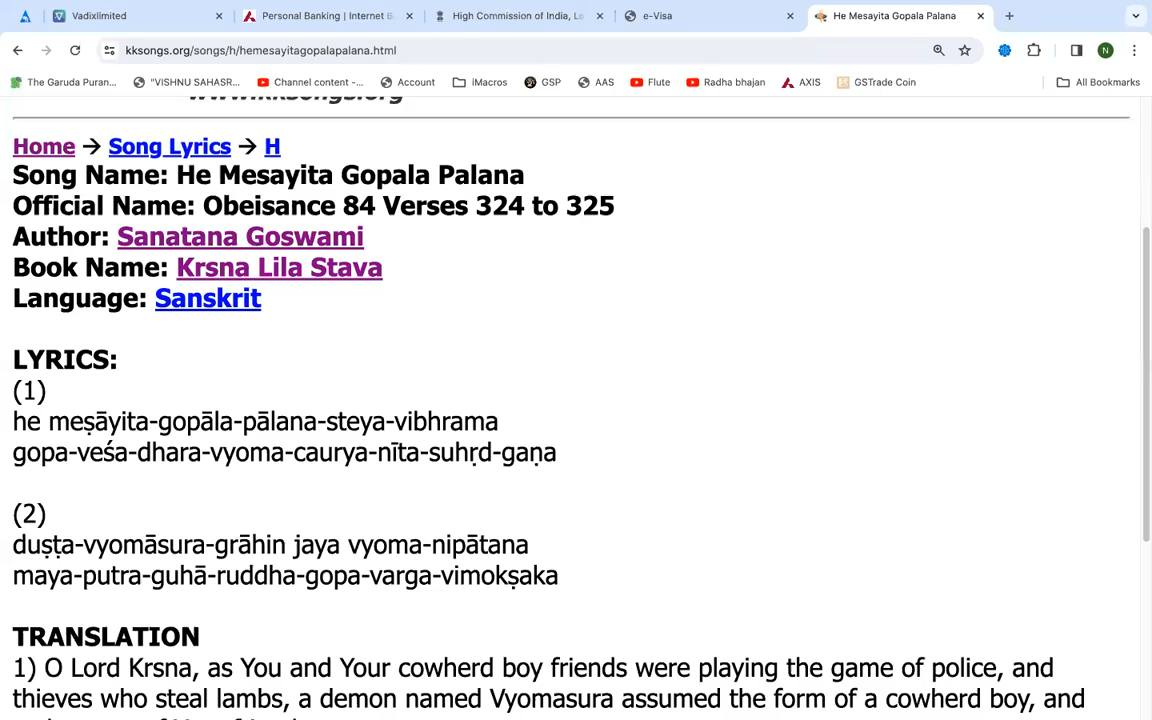 Vadixlimited
Personal Banking | Internet B
High Commission of India, Lo
e-Visa
He Mesayita Gopala Palana
kksongs.org/songs/h/hemesayitagopalapalana.html
N
The Garuda Puran...
"VISHNU SAHASR...
Channel content -...
Account
iMacros
GSP
AAS
Flute
Radha bhajan
AXIS
GSTrade Coin
All Bookmarks
www.kksongs.org
Home → Song Lyrics → H
Song Name: He Mesayita Gopala Palana
Official Name: Obeisance 84 Verses 324 to 325
Author: Sanatana Goswami
Book Name: Krsna Lila Stava
Language: Sanskrit
LYRICS:
(1)
he meṣāyita-gopāla-pālana-steya-vibhrama
gopa-veśa-dhara-vyoma-caurya-nīta-suhṛd-gaṇa
(2)
duṣṭa-vyomāsura-grāhin jaya vyoma-nipātana
maya-putra-guhā-ruddha-gopa-varga-vimokṣaka
TRANSLATION
1) O Lord Krsna, as You and Your cowherd boy friends were playing the game of police, and
thieves who steal lambs, a demon named Vyomasura assumed the form of a cowherd boy, and